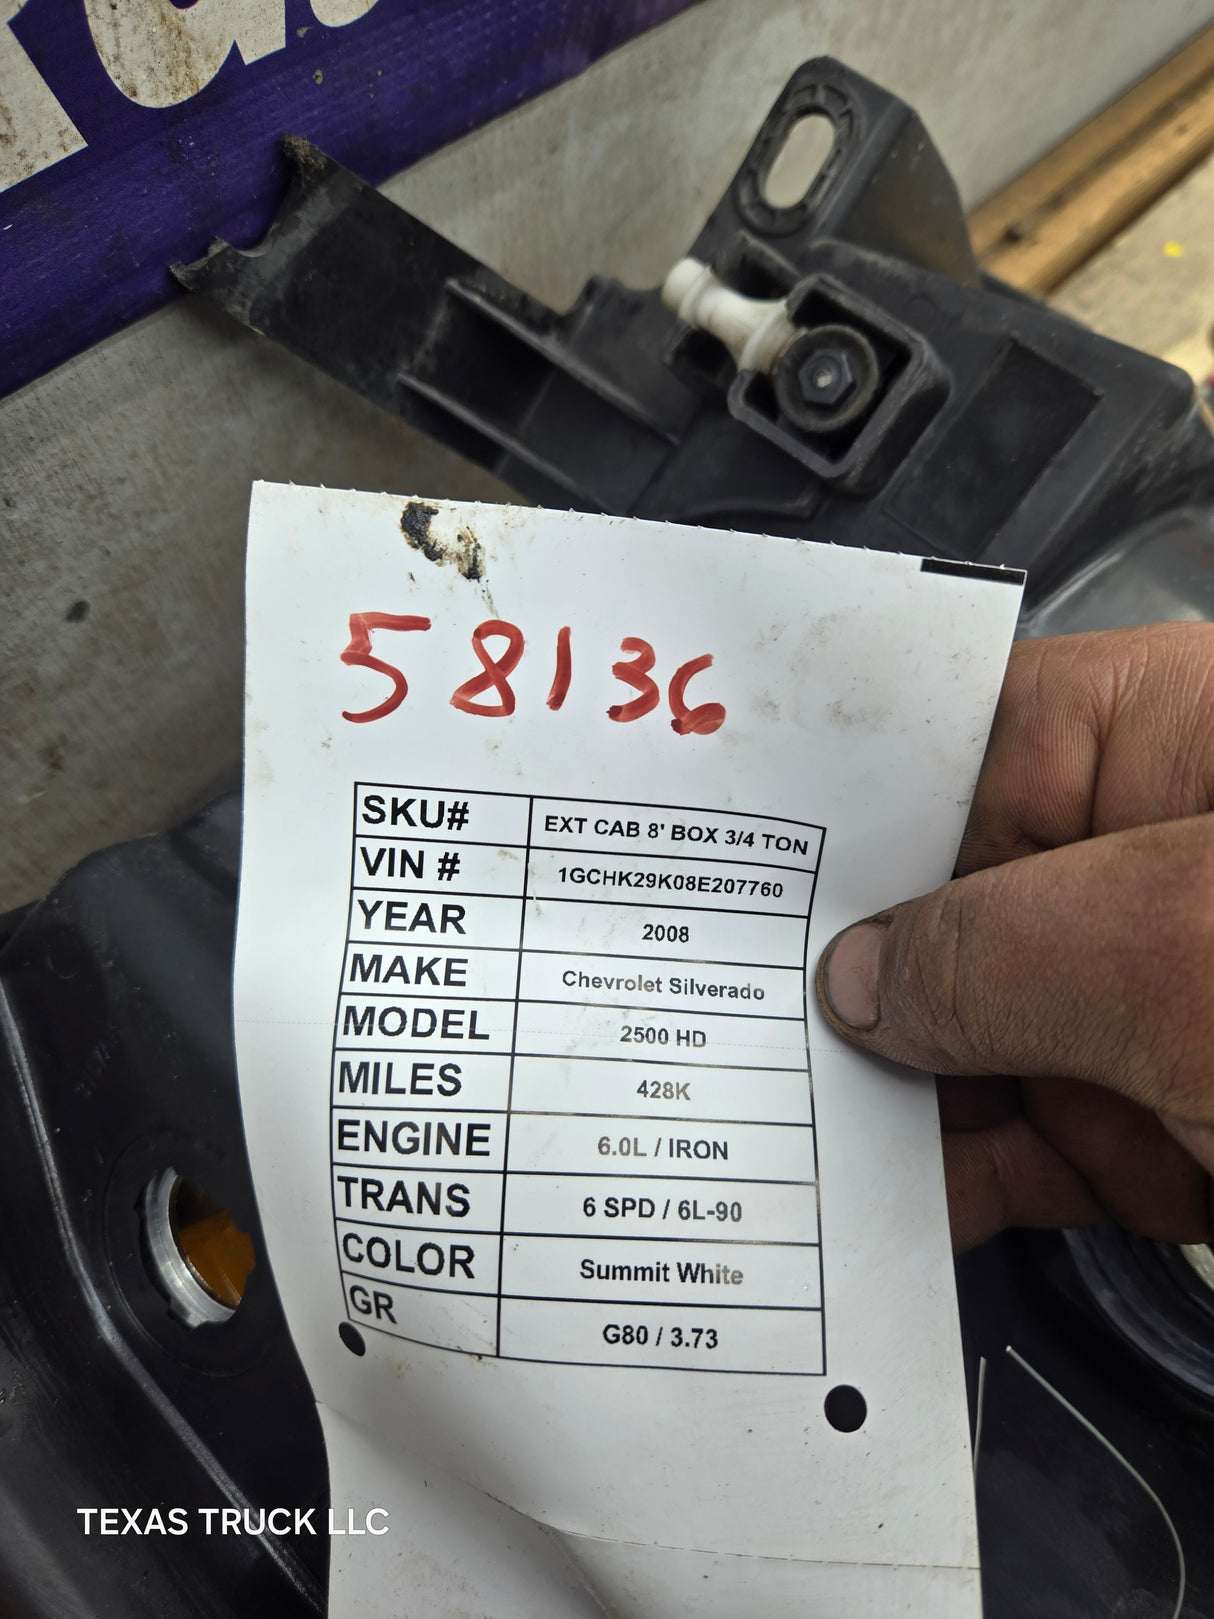 58136
SKU# EXT CAB 8' BOX 3/4 TON
VIN # 1GCHK29K08E207760
YEAR 2008
MAKE Chevrolet Silverado
MODEL 2500 HD
MILES 428K
ENGINE 6.0L / IRON
TRANS 6 SPD / 6L-90
COLOR Summit White
GR G80 / 3.73
TEXAS TRUCK LLC